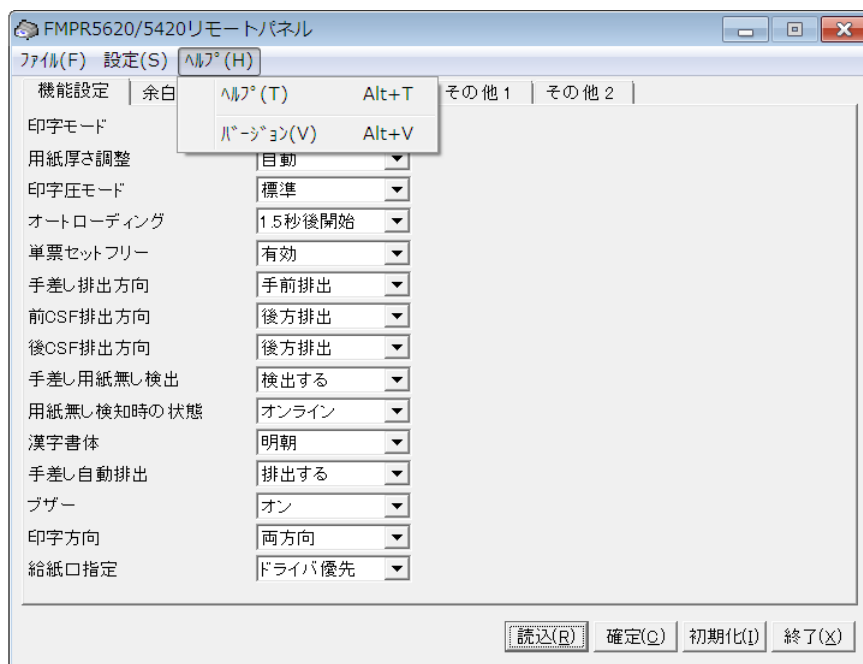 FMPR5620/5420リモートパネル
ﾌｧｲﾙ(F) 設定(S) ﾍﾙﾌﾟ(H)
ﾍﾙﾌﾟ(T) Alt+T
ﾊﾞｰｼﾞｮﾝ(V) Alt+V
機能設定 余白 その他1 その他2
印字モード
用紙厚さ調整 自動
印字圧モード 標準
オートローディング 1.5秒後開始
単票セットフリー 有効
手差し排出方向 手前排出
前CSF排出方向 後方排出
後CSF排出方向 後方排出
手差し用紙無し検出 検出する
用紙無し検知時の状態 オンライン
漢字書体 明朝
手差し自動排出 排出する
ブザー オン
印字方向 両方向
給紙口指定 ドライバ優先
読込(R) 確定(C) 初期化(I) 終了(X)